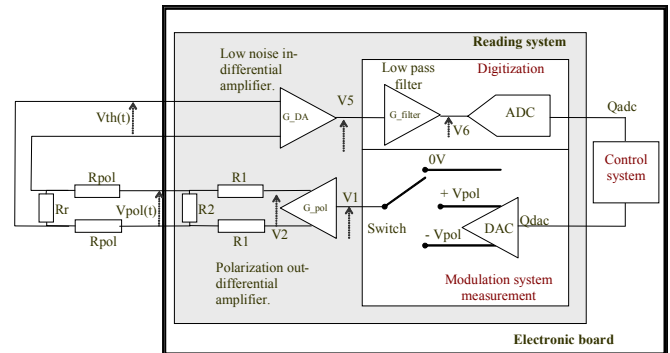 Reading system
Low noise in-
differential
amplifier.
Low pass
filter
Digitization
G_DA
V5
G_filter
V6
ADC
Qadc
Vth(t)
Control
system
0V
Rpol
R1
V1
+ Vpol
Rr
Vpol(t)
R2
V2
G_pol
Switch
DAC
Qdac
Rpol
R1
- Vpol
Polarization out-
differential
amplifier.
Modulation system
measurement
Electronic board